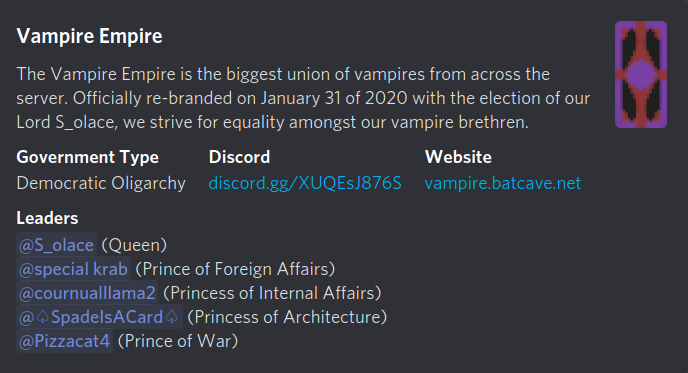 Vampire Empire
The Vampire Empire is the biggest union of vampires from across the
server. Officially re-branded on January 31 of 2020 with the election of our
Lord S_olace, we strive for equality amongst our vampire brethren.
Government Type Discord Website
Democratic Oligarchy discord.gg/XUQEsJ876S vampire.batcave.net
Leaders
@S_olace (Queen)
@special krab (Prince of Foreign Affairs)
@cournualllama2 (Princess of Internal Affairs)
@♤SpadeIsACard♤ (Princess of Architecture)
@Pizzacat4 (Prince of War)